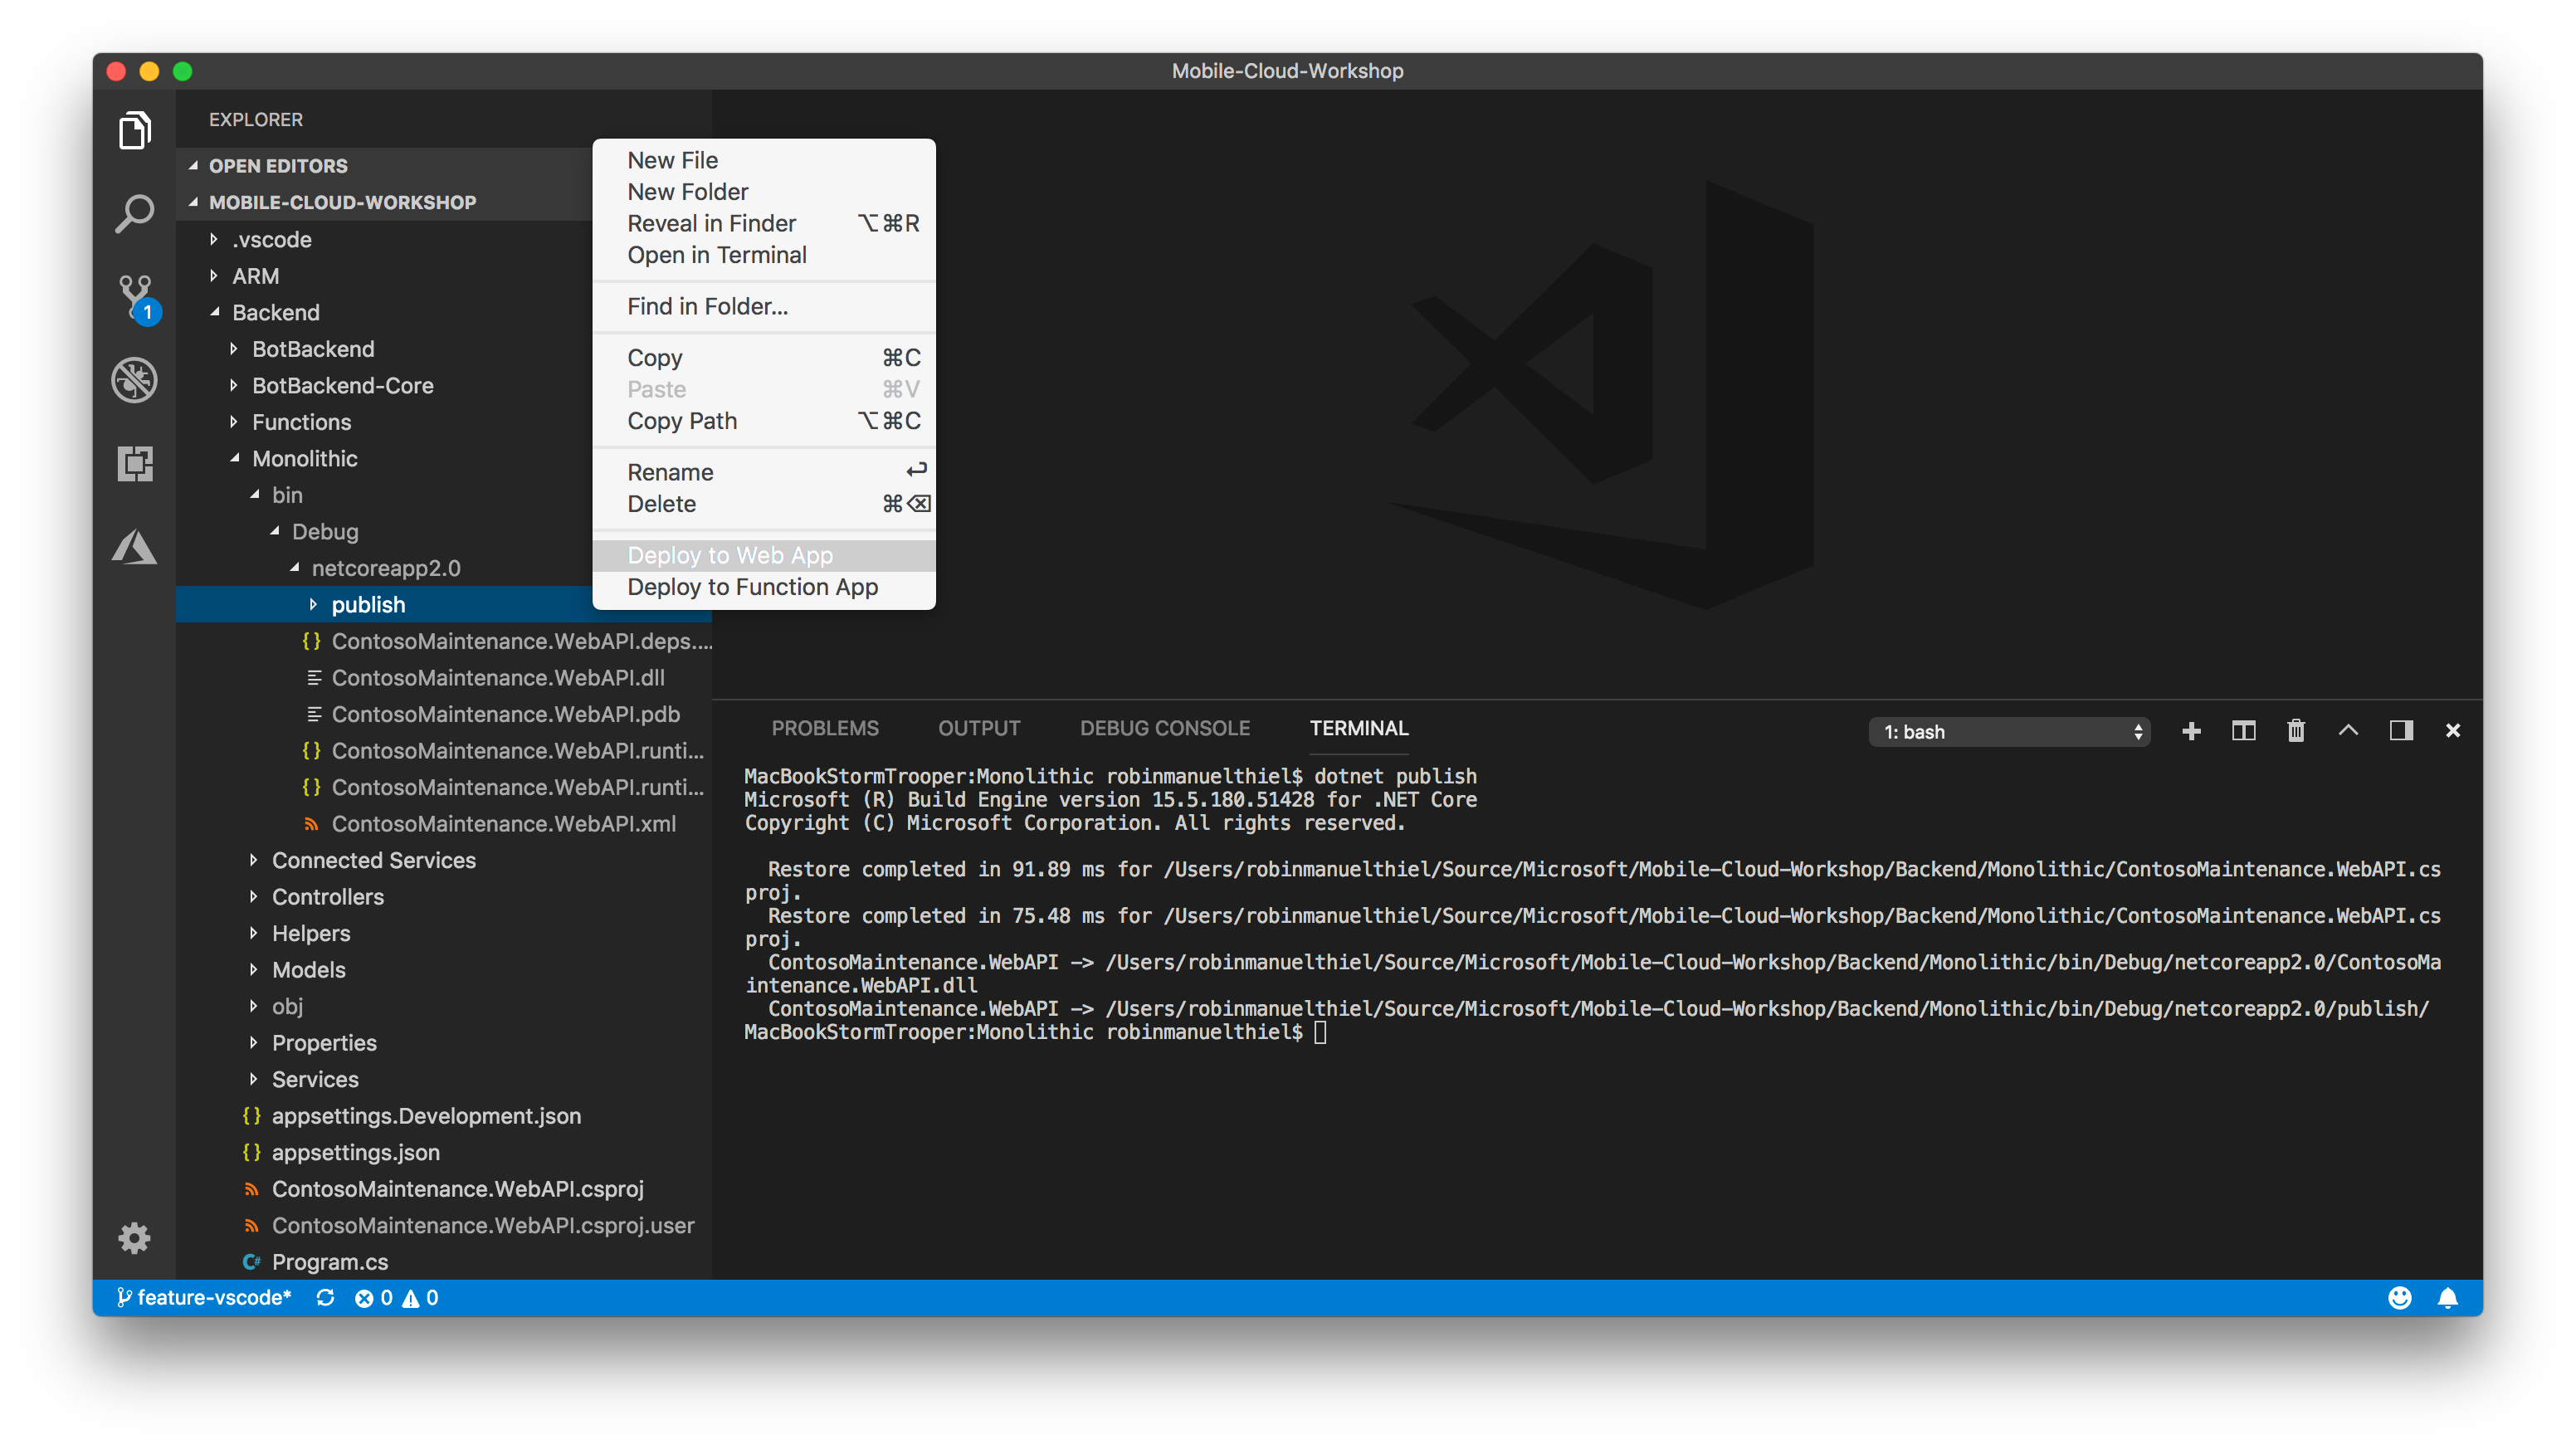 Mobile-Cloud-Workshop
EXPLORER
OPEN EDITORS
MOBILE-CLOUD-WORKSHOP
.vscode
ARM
Backend
BotBackend
BotBackend-Core
Functions
Monolithic
bin
Debug
netcoreapp2.0
publish
{} ContosoMaintenance.WebAPI.deps....
ContosoMaintenance.WebAPI.dll
ContosoMaintenance.WebAPI.pdb
{} ContosoMaintenance.WebAPI.runti...
{} ContosoMaintenance.WebAPI.runti...
ContosoMaintenance.WebAPI.xml
Connected Services
Controllers
Helpers
Models
obj
Properties
Services
{} appsettings.Development.json
{} appsettings.json
ContosoMaintenance.WebAPI.csproj
ContosoMaintenance.WebAPI.csproj.user
C# Program.cs
1
New File
New Folder
Reveal in Finder ⌥⌘R
Open in Terminal
Find in Folder...
Copy ⌘C
Paste ⌘V
Copy Path ⌥⌘C
Rename ↩
Delete ⌘⌫
Deploy to Web App
Deploy to Function App
PROBLEMS OUTPUT DEBUG CONSOLE TERMINAL 1: bash
MacBookStormTrooper:Monolithic robinmanuelthiel$ dotnet publish
Microsoft (R) Build Engine version 15.5.180.51428 for .NET Core
Copyright (C) Microsoft Corporation. All rights reserved.
Restore completed in 91.89 ms for /Users/robinmanuelthiel/Source/Microsoft/Mobile-Cloud-Workshop/Backend/Monolithic/ContosoMaintenance.WebAPI.cs
proj.
Restore completed in 75.48 ms for /Users/robinmanuelthiel/Source/Microsoft/Mobile-Cloud-Workshop/Backend/Monolithic/ContosoMaintenance.WebAPI.cs
proj.
ContosoMaintenance.WebAPI -> /Users/robinmanuelthiel/Source/Microsoft/Mobile-Cloud-Workshop/Backend/Monolithic/bin/Debug/netcoreapp2.0/ContosoMa
intenance.WebAPI.dll
ContosoMaintenance.WebAPI -> /Users/robinmanuelthiel/Source/Microsoft/Mobile-Cloud-Workshop/Backend/Monolithic/bin/Debug/netcoreapp2.0/publish/
MacBookStormTrooper:Monolithic robinmanuelthiel$
feature-vscode* 0 0